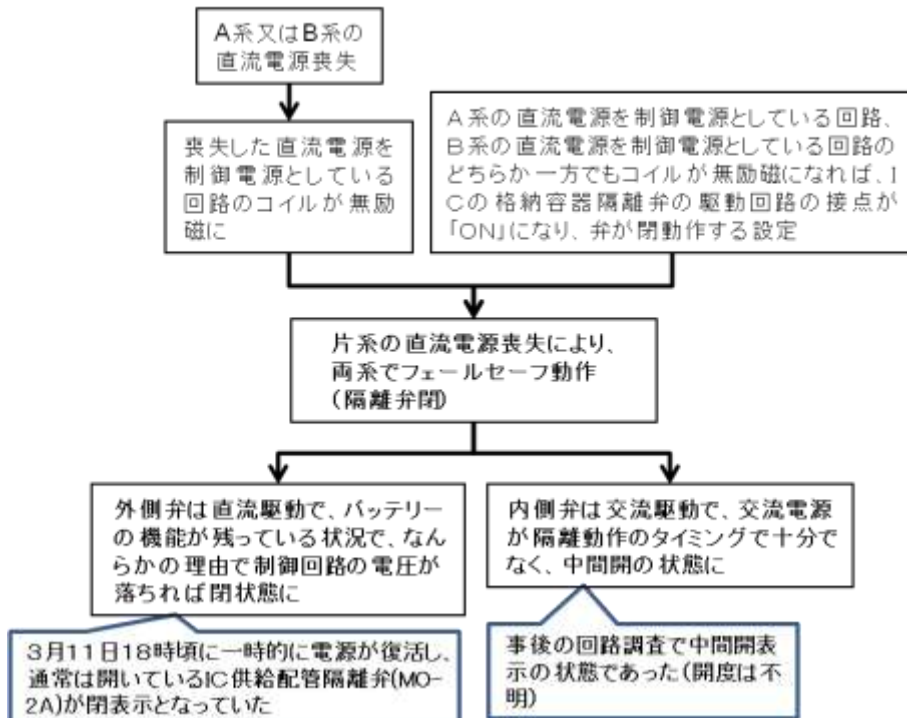 A系又はB系の
直流電源喪失
喪失した直流電源を
制御電源としている
回路のコイルが無励
磁に
A系の直流電源を制御電源としている回路、
B系の直流電源を制御電源としている回路の
どちらか一方でもコイルが無励磁になれば、I
Cの格納容器隔離弁の駆動回路の接点が
「ON」になり、弁が閉動作する設定
片系の直流電源喪失により、
両系でフェールセーフ動作
(隔離弁閉)
外側弁は直流駆動で、バッテリー
の機能が残っている状況で、なん
らかの理由で制御回路の電圧が
落ちれば閉状態に
内側弁は交流駆動で、交流電源
が隔離動作のタイミングで十分で
なく、中間開の状態に
3月11日18時頃に一時的に電源が復活し、
通常は開いているIC供給配管隔離弁(MO-
2A)が閉表示となっていた
事後の回路調査で中間開表
示の状態であった(開度は不
明)